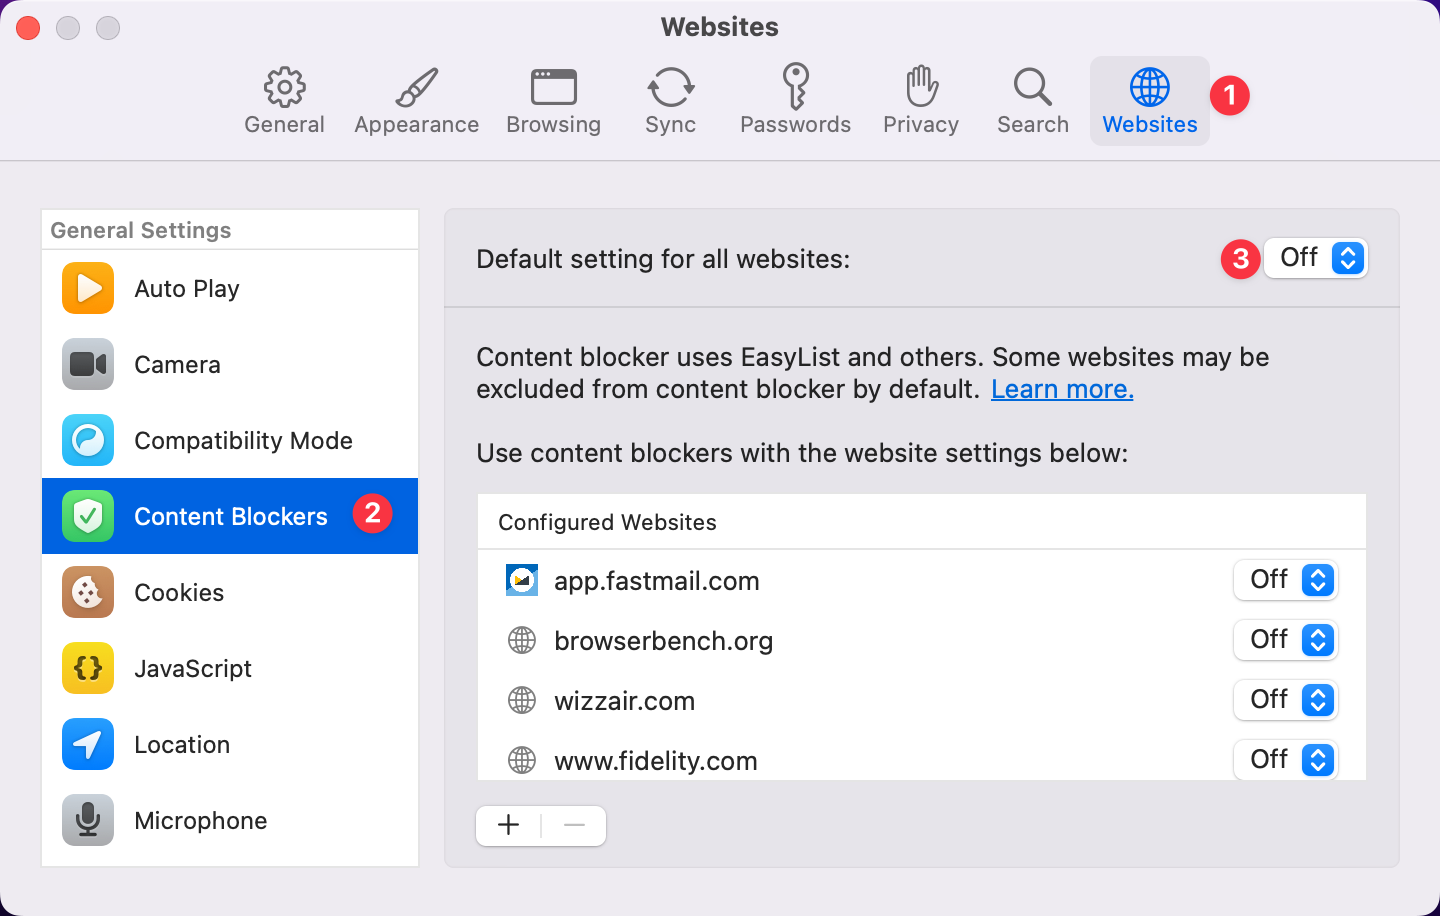 Websites
General
Appearance
Browsing
Sync
Passwords
Privacy
Search
Websites
1
General Settings
Auto Play
Camera
Compatibility Mode
Content Blockers
2
Cookies
JavaScript
Location
Microphone
Default setting for all websites:
3
Off
Content blocker uses EasyList and others. Some websites may be
excluded from content blocker by default. Learn more.
Use content blockers with the website settings below:
Configured Websites
app.fastmail.com Off
browserbench.org Off
wizzair.com Off
www.fidelity.com Off